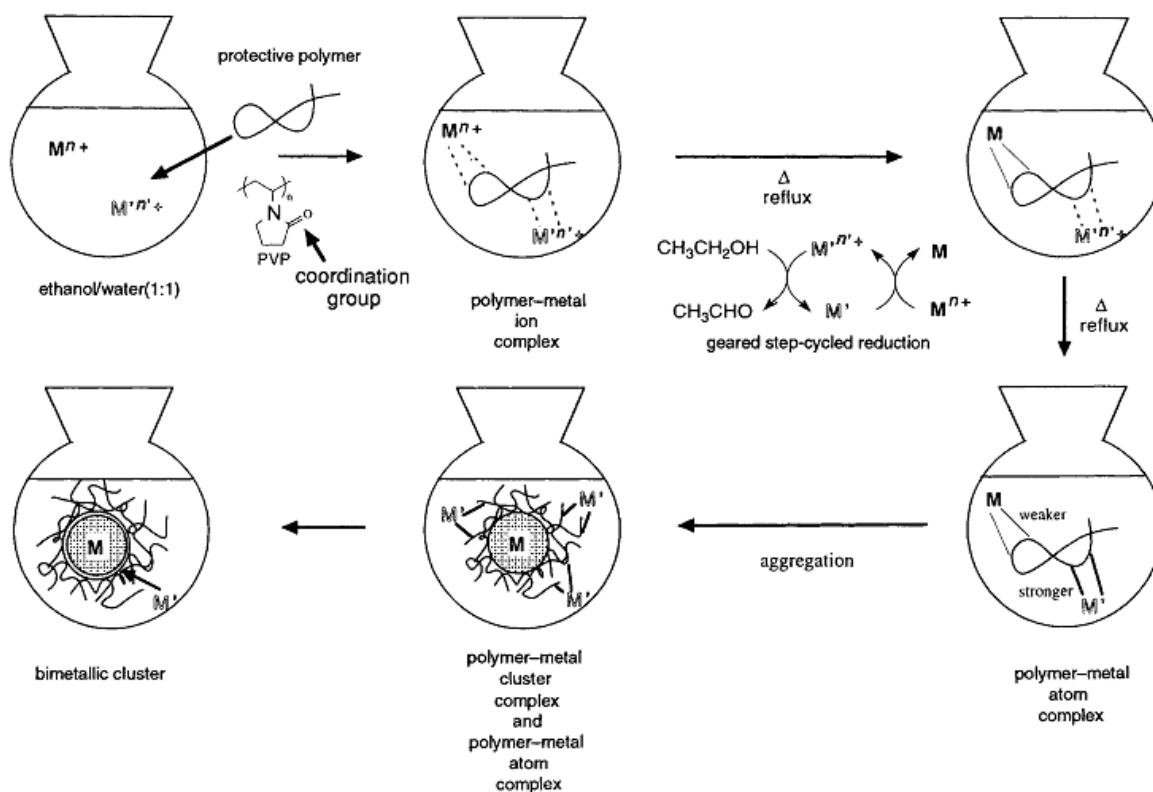 protective polymer
Mⁿ⁺
M'ⁿ'⁺
n
N
O
PVP
coordination
group
ethanol/water(1:1)
Mⁿ⁺
M'ⁿ'⁺
polymer–metal
ion
complex
Δ
reflux
CH₃CH₂OH M'ⁿ'⁺ M
CH₃CHO M' Mⁿ⁺
geared step-cycled reduction
M
M'ⁿ'⁺
Δ
reflux
M
weaker
stronger
M'
polymer–metal
atom
complex
aggregation
M' M'
M
M'
polymer–metal
cluster
complex
and
polymer–metal
atom
complex
M
M'
bimetallic cluster